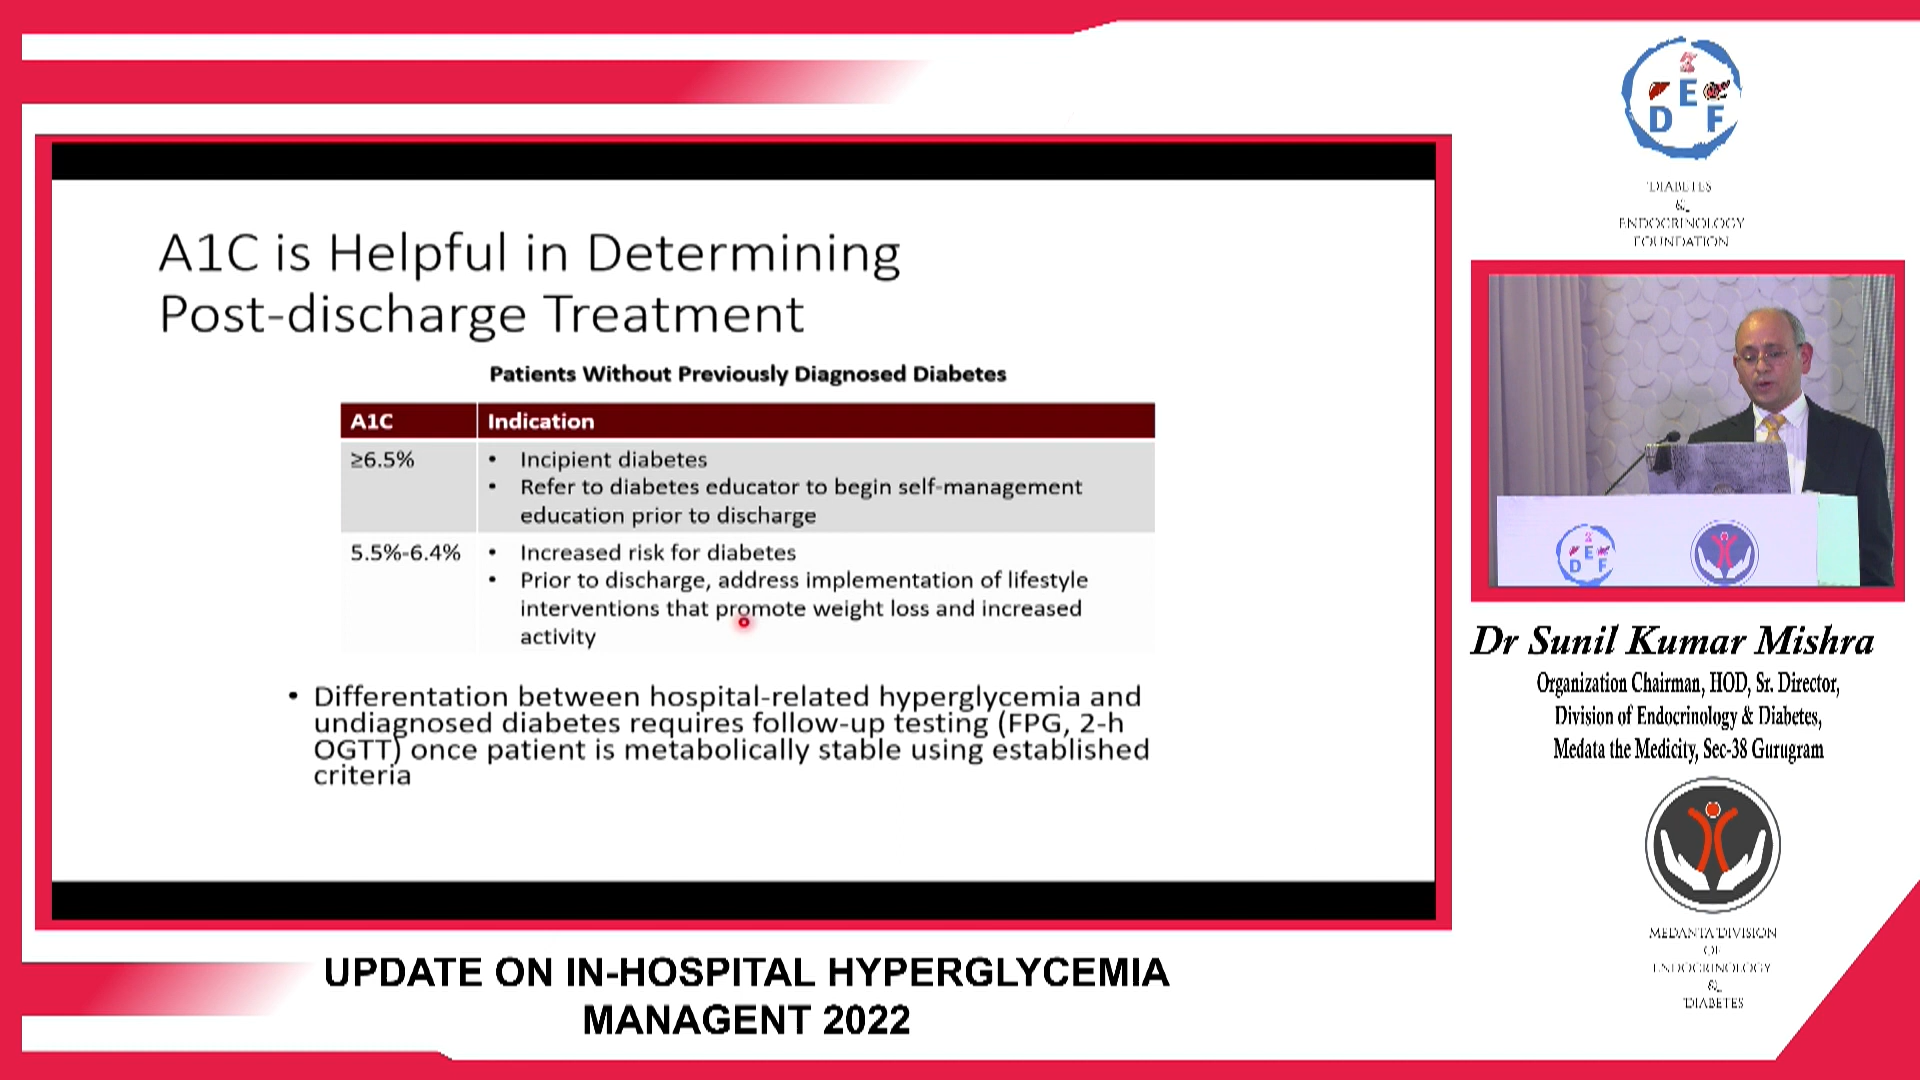 A1C is Helpful in Determining
Post-discharge Treatment
Patients Without Previously Diagnosed Diabetes
A1C Indication
≥6.5% • Incipient diabetes
• Refer to diabetes educator to begin self-management
education prior to discharge
5.5%-6.4% • Increased risk for diabetes
• Prior to discharge, address implementation of lifestyle
interventions that promote weight loss and increased
activity
• Differentation between hospital-related hyperglycemia and
undiagnosed diabetes requires follow-up testing (FPG, 2-h
OGTT) once patient is metabolically stable using established
criteria
UPDATE ON IN-HOSPITAL HYPERGLYCEMIA
MANAGENT 2022
D E F
DIABETES
&
ENDOCRINOLOGY
FOUNDATION
D E F
Dr Sunil Kumar Mishra
Organization Chairman, HOD, Sr. Director,
Division of Endocrinology & Diabetes,
Medata the Medicity, Sec-38 Gurugram
MEDANTA DIVISION
OF
ENDOCRINOLOGY
&
DIABETES